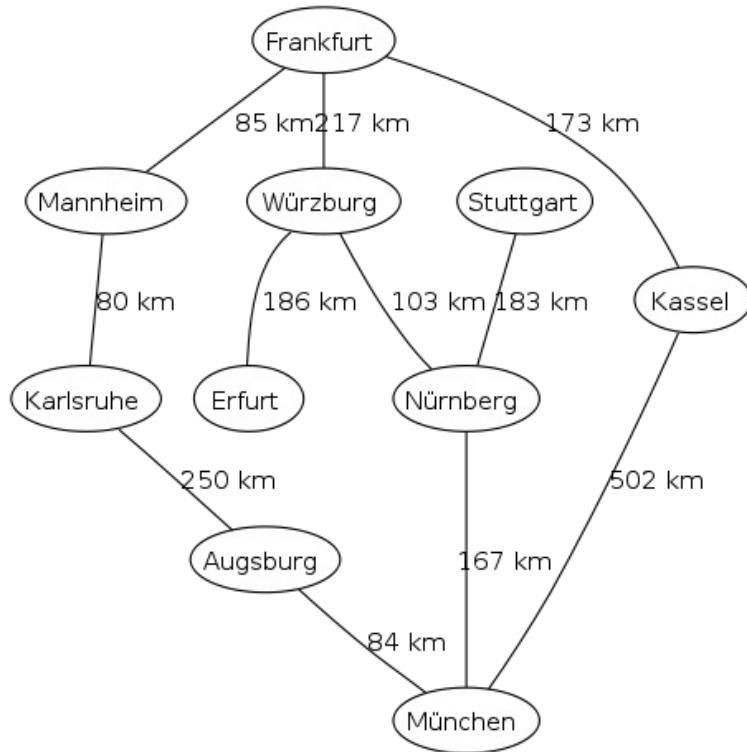 Frankfurt
85 km
217 km
173 km
Mannheim
Würzburg
Stuttgart
Kassel
80 km
186 km
103 km
183 km
Karlsruhe
Erfurt
Nürnberg
250 km
502 km
Augsburg
167 km
84 km
München